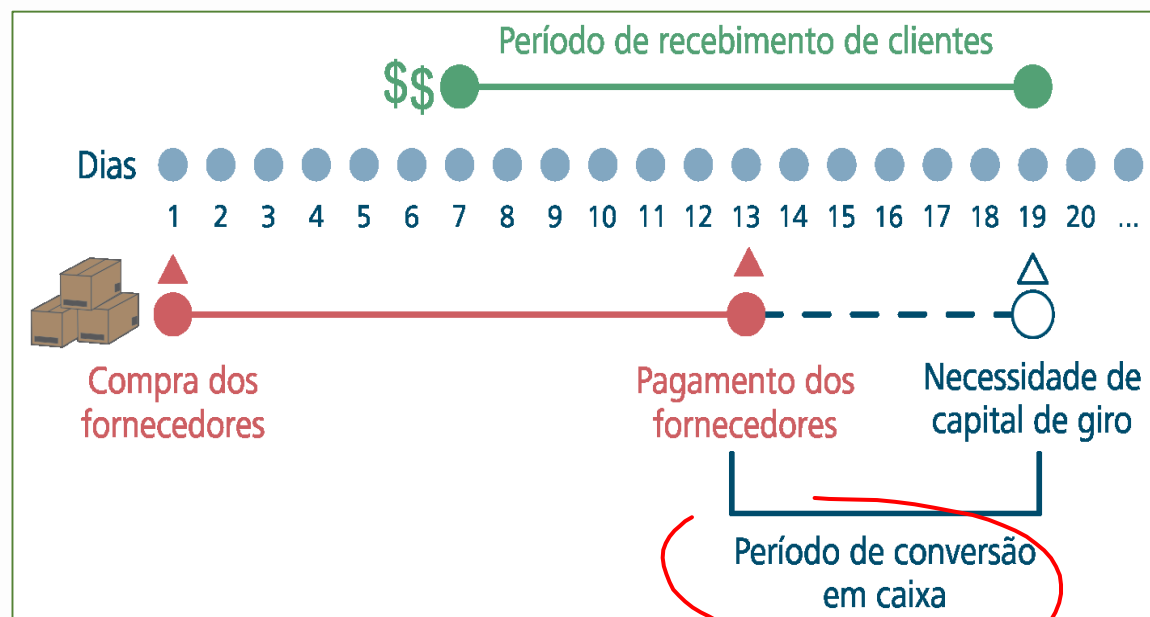 Período de recebimento de clientes
$$
Dias
1 2 3 4 5 6 7 8 9 10 11 12 13 14 15 16 17 18 19 20 ...
Compra dos
fornecedores
Pagamento dos
fornecedores
Necessidade de
capital de giro
Período de conversão
em caixa